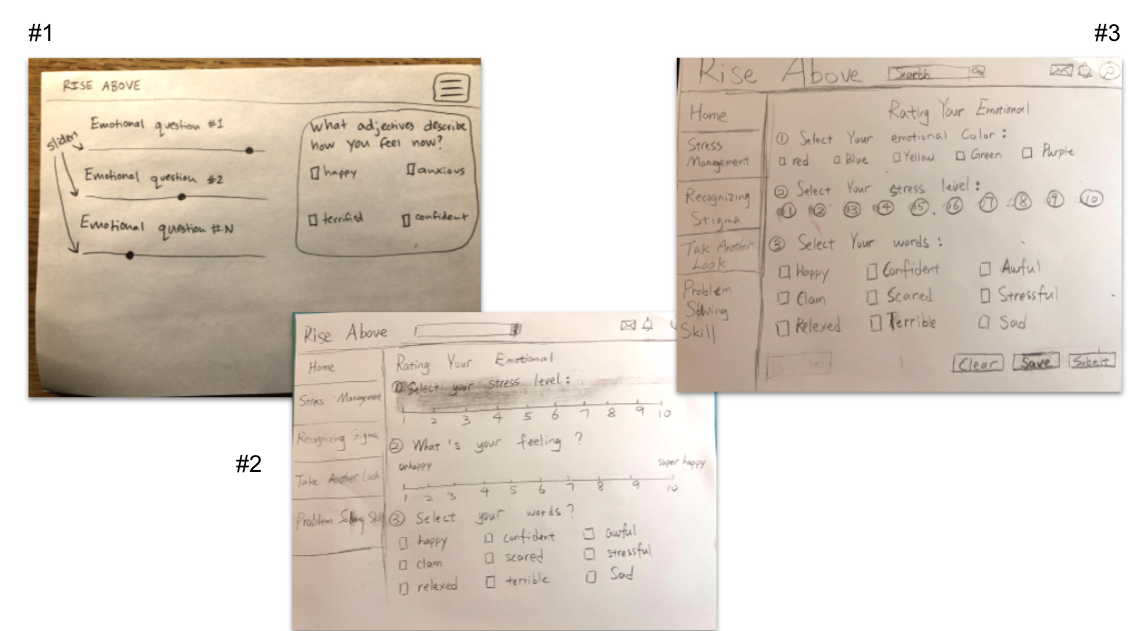 #1
RISE ABOVE
sliders
Emotional question #1
Emotional question #2
Emotional question #N
What adjectives describe
how you feel now?
happy
anxious
terrified
confident
#2
Rise Above
Home
Stress Management
Recognizing Stigma
Take Another Look
Problem Solving Skill
Rating Your Emotional
① Select your stress level:
1 2 3 4 5 6 7 8 9 10
② What's your feeling?
unhappy super happy
1 2 3 4 5 6 7 8 9 10
③ Select your words?
happy confident awful
clam scared stressful
relexed terrible Sad
#3
Rise Above Search
Home
Stress
Management
Recognizing
Stigma
Tak Another
Look
Problem
Solving
Skill
Rating Your Emotional
① Select Your emotional Color:
red Blue Yellow Green Purple
② Select Your stress level:
1 2 3 4 5 6 7 8 9 10
③ Select Your words:
Happy Confident Awful
Clam Scared Stressful
Relexed Terrible Sad
Clear Save Submit